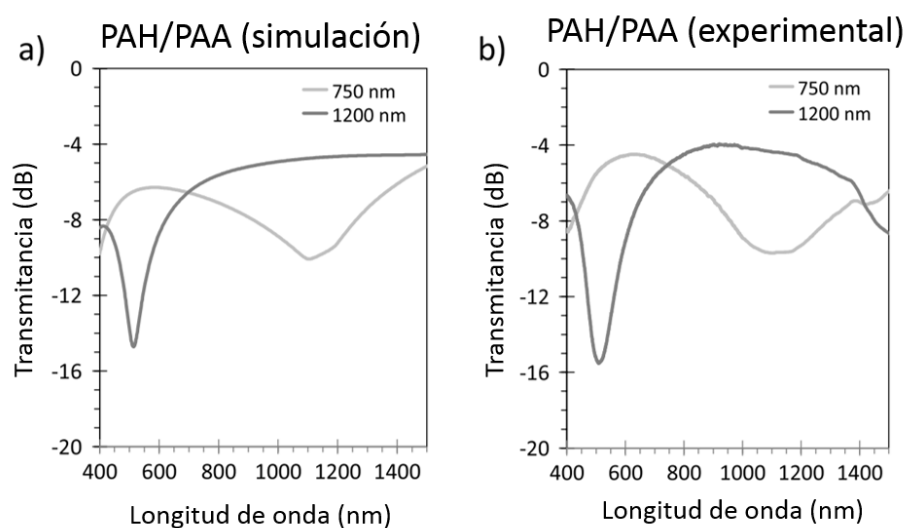 a)
PAH/PAA (simulación)
750 nm
1200 nm
Transmitancia (dB)
0
-4
-8
-12
-16
-20
400 600 800 1000 1200 1400
Longitud de onda (nm)
b)
PAH/PAA (experimental)
750 nm
1200 nm
Transmitancia (dB)
0
-4
-8
-12
-16
-20
400 600 800 1000 1200 1400
Longitud de onda (nm)